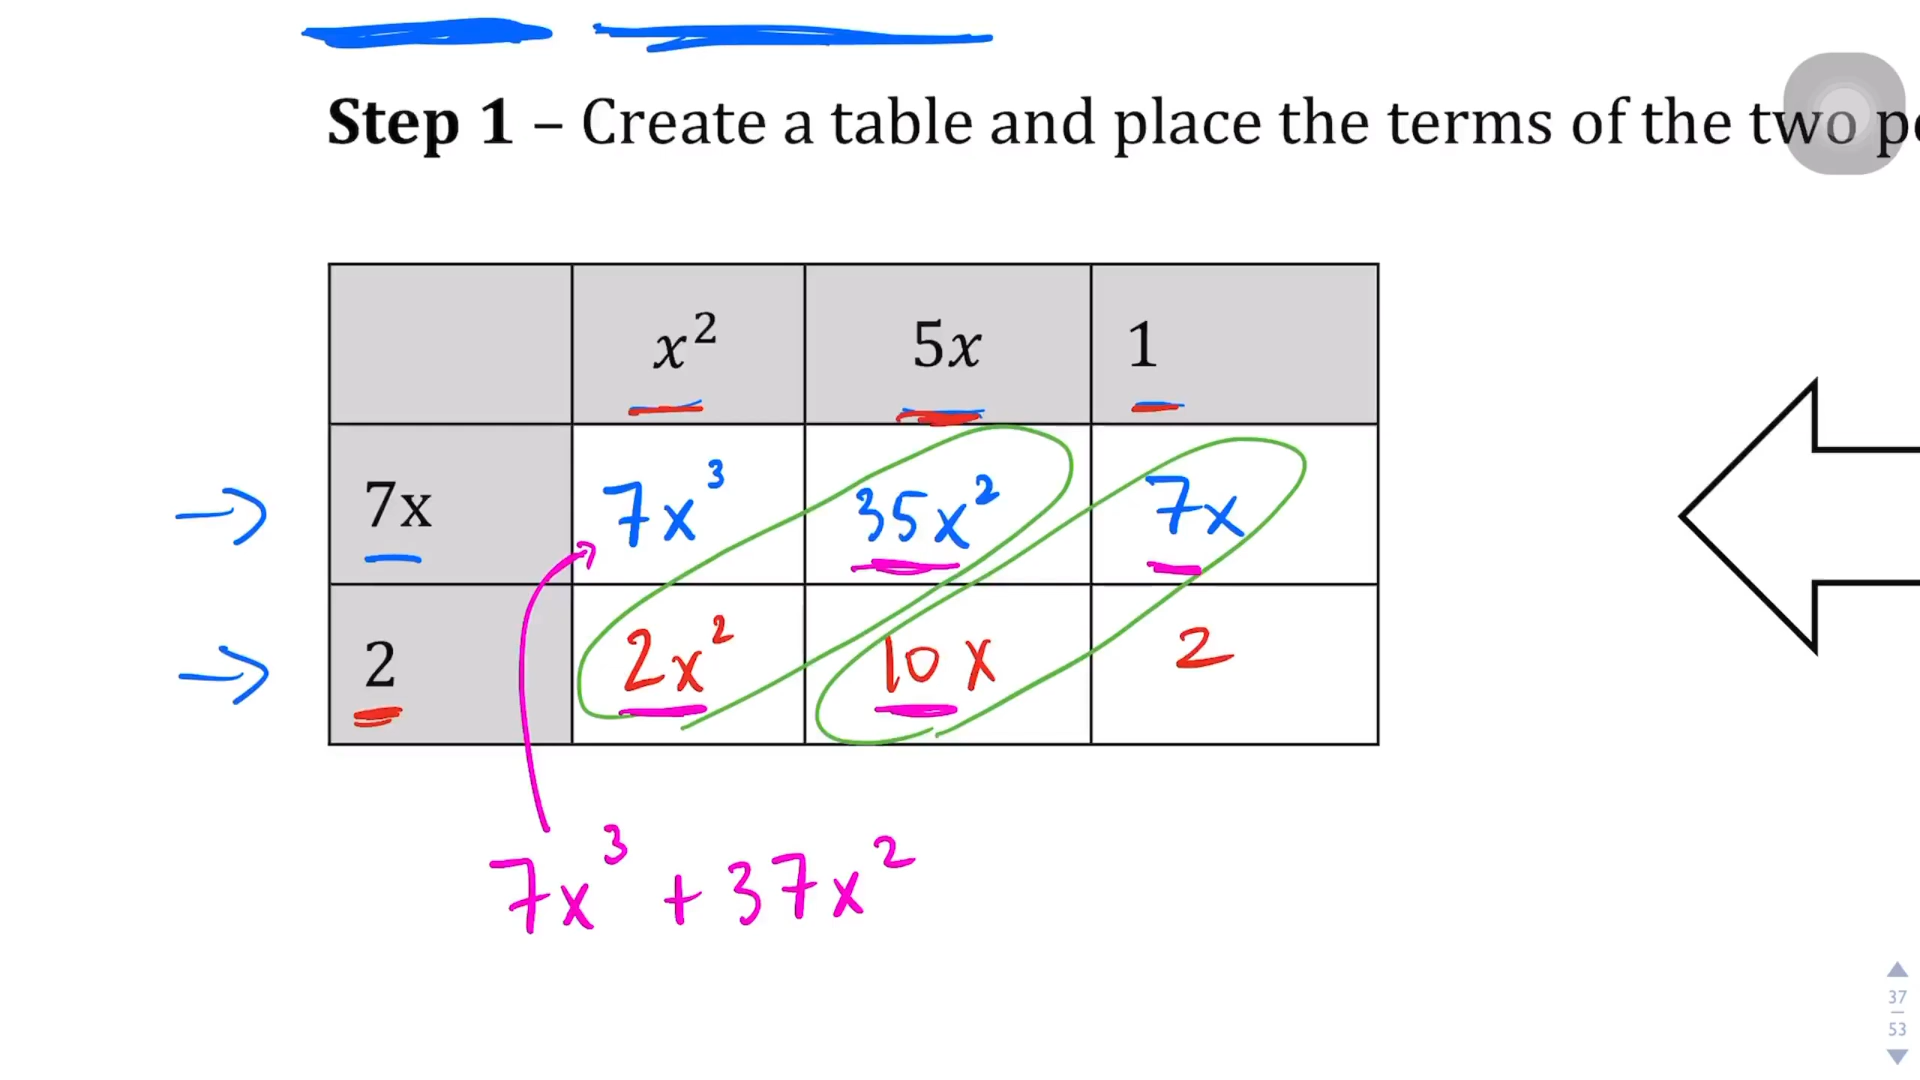 Step 1 – Create a table and place the terms of the two
x² 5x 1
7x 7x³ 35x² 7x
2 2x² 10x 2
7x³ + 37x²
37
53